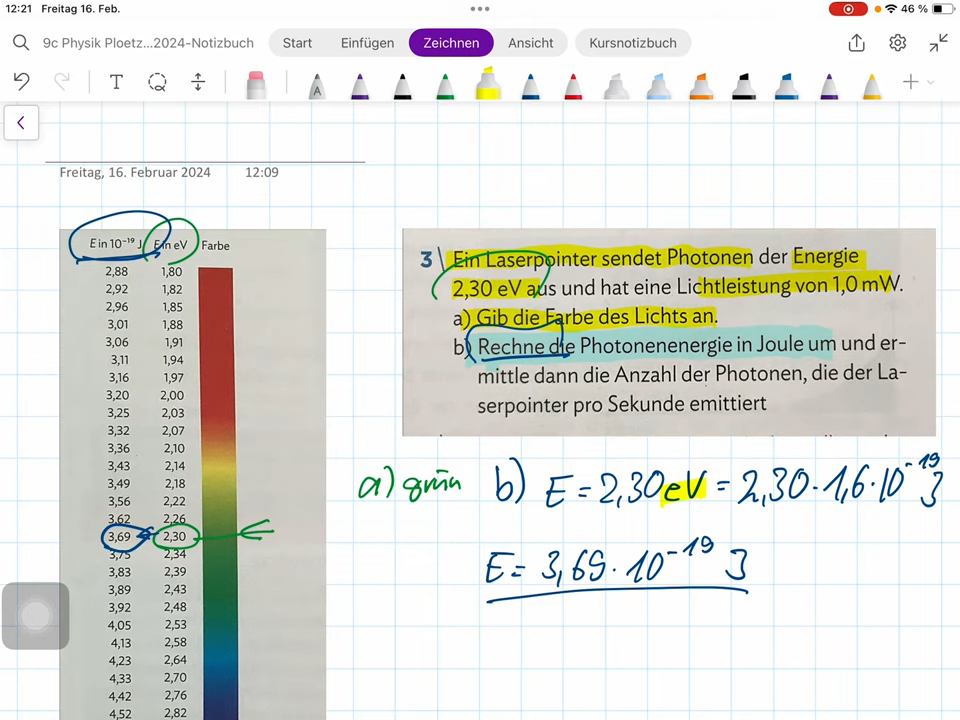 12:21 Freitag 16. Feb.
46 %
9c Physik Ploetz...2024-Notizbuch
Start Einfügen Zeichnen Ansicht Kursnotizbuch
T
A
Freitag, 16. Februar 2024 12:09
E in 10⁻¹⁹ J E in eV Farbe
2,88 1,80
2,92 1,82
2,96 1,85
3,01 1,88
3,06 1,91
3,11 1,94
3,16 1,97
3,20 2,00
3,25 2,03
3,32 2,07
3,36 2,10
3,43 2,14
3,49 2,18
3,56 2,22
3,62 2,26
3,69 2,30
3,75 2,34
3,83 2,39
3,89 2,43
3,92 2,48
4,05 2,53
4,13 2,58
4,23 2,64
4,33 2,70
4,42 2,76
4,52 2,82
3 Ein Laserpointer sendet Photonen der Energie
2,30 eV aus und hat eine Lichtleistung von 1,0 mW.
a) Gib die Farbe des Lichts an.
b) Rechne die Photonenenergie in Joule um und er-
mittle dann die Anzahl der Photonen, die der La-
serpointer pro Sekunde emittiert
a) grün b) E = 2,30 eV = 2,30 · 1,6 · 10⁻¹⁹ J
E = 3,69 · 10⁻¹⁹ J